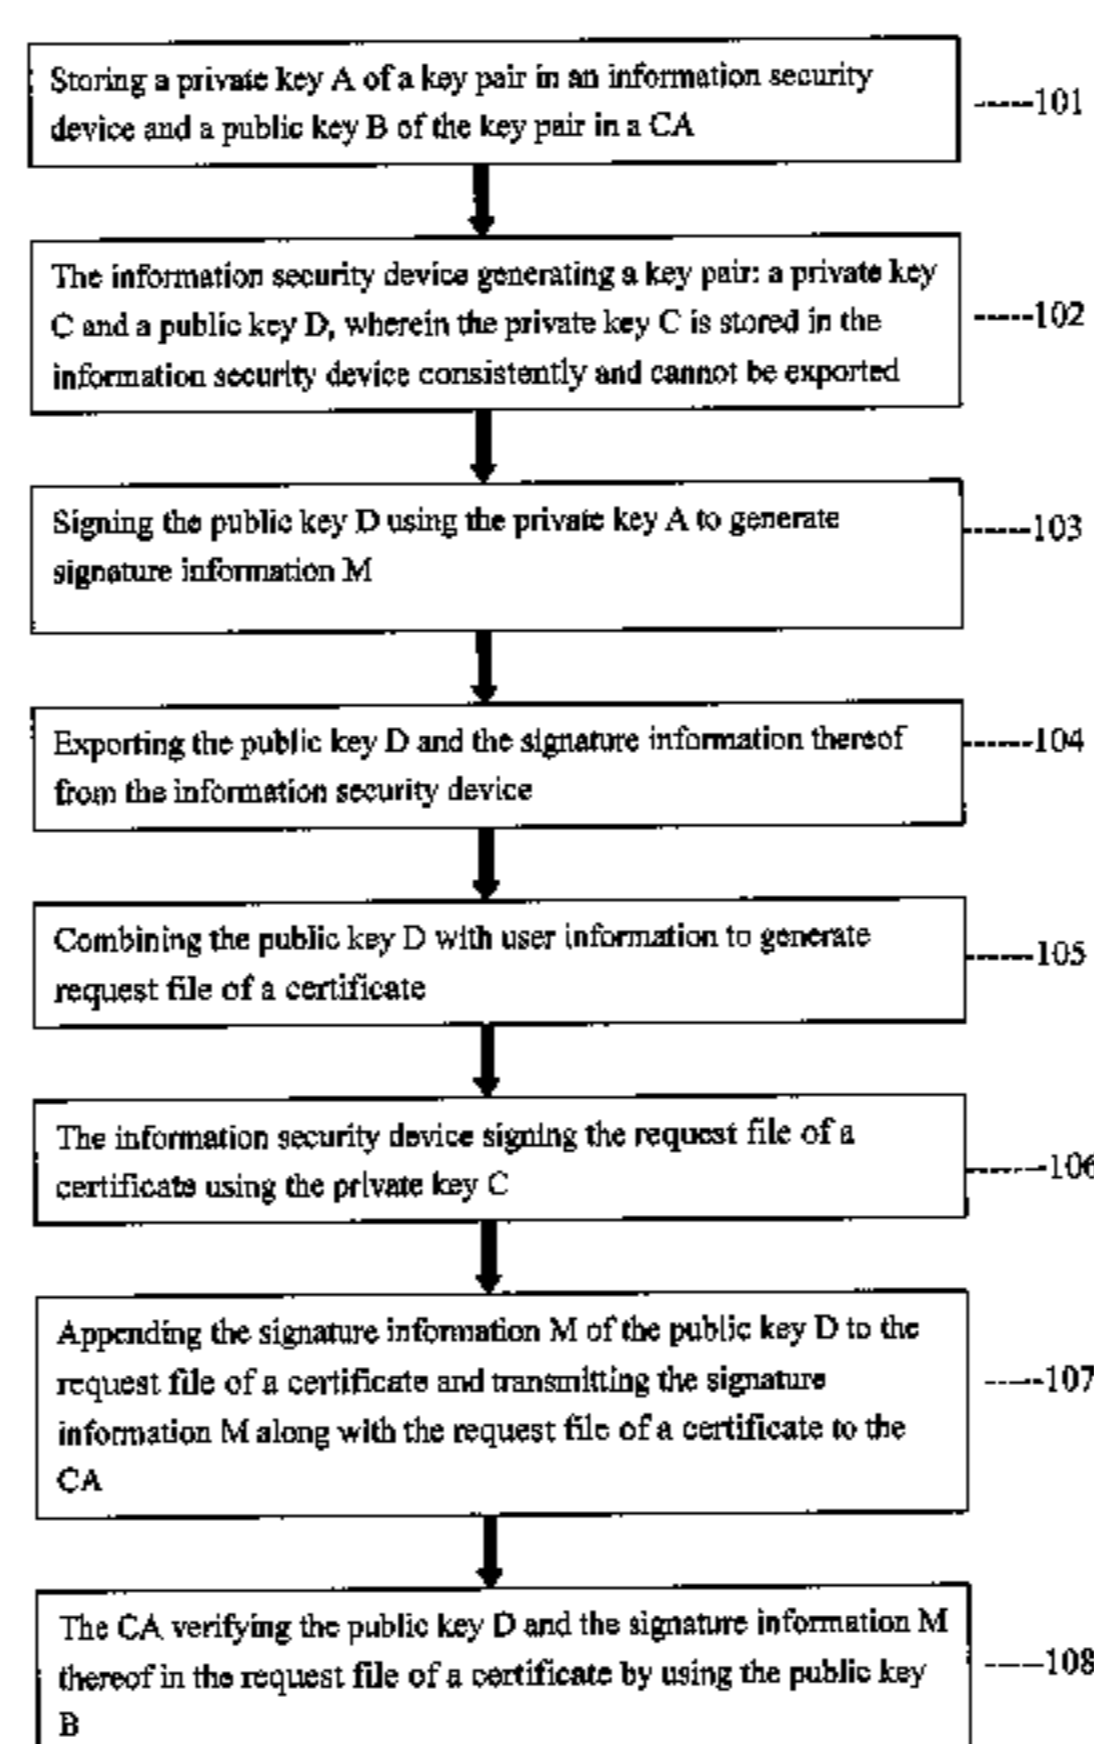 Storing a private key A of a key pair in an information security
device and a public key B of the key pair in a CA
101
The information security device generating a key pair: a private key
C and a public key D, wherein the private key C is stored in the
information security device consistently and cannot be exported
102
Signing the public key D using the private key A to generate
signature information M
103
Exporting the public key D and the signature information thereof
from the information security device
104
Combining the public key D with user information to generate
request file of a certificate
105
The information security device signing the request file of a
certificate using the private key C
106
Appending the signature information M of the public key D to the
request file of a certificate and transmitting the signature
information M along with the request file of a certificate to the
CA
107
The CA verifying the public key D and the signature information M
thereof in the request file of a certificate by using the public key
B
108